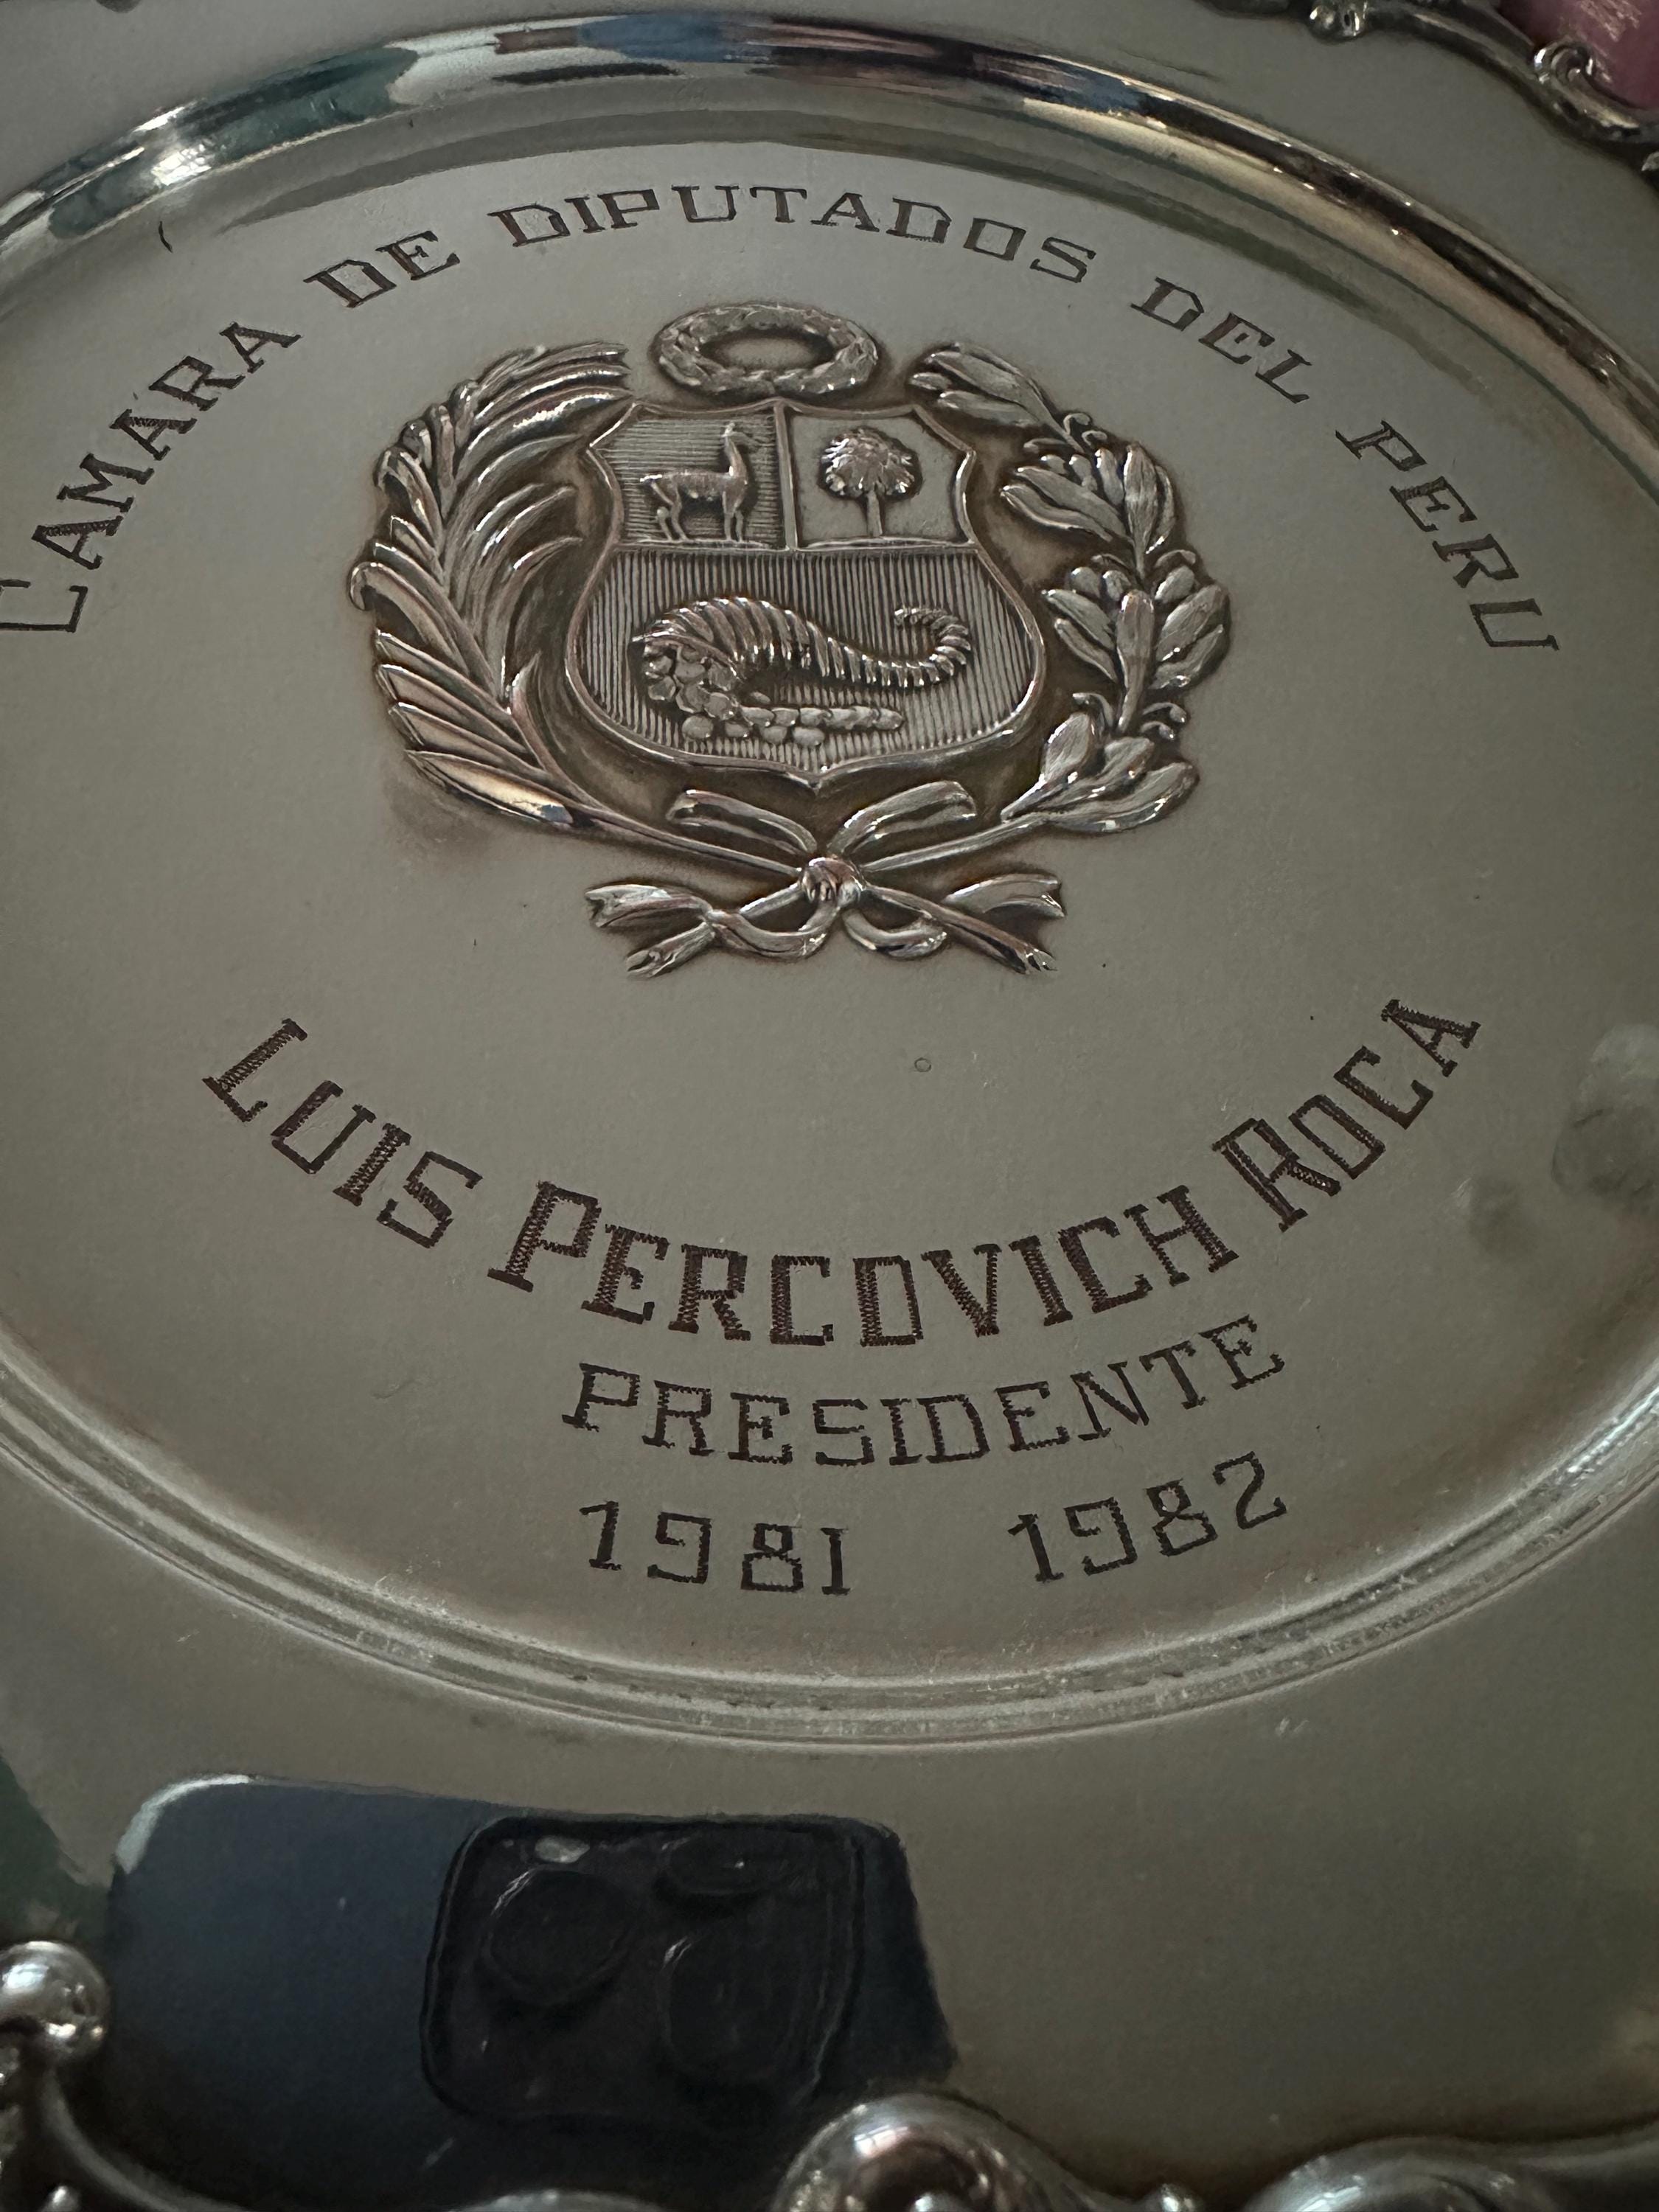 CAMARA DE DIPUTADOS DEL PERU
LUIS PERCOVICH ROCA
PRESIDENTE
1981 1982